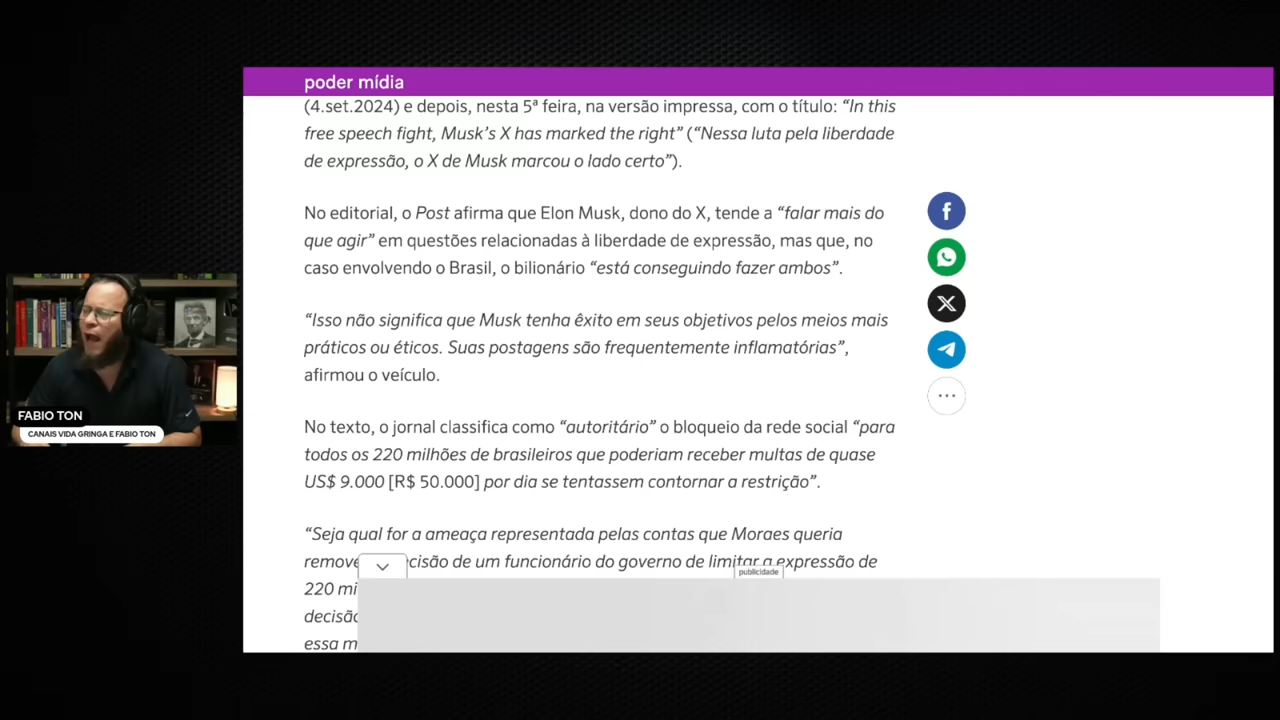 poder mídia
(4.set.2024) e depois, nesta 5ª feira, na versão impressa, com o título: “In this
free speech fight, Musk’s X has marked the right” (“Nessa luta pela liberdade
de expressão, o X de Musk marcou o lado certo”).
No editorial, o Post afirma que Elon Musk, dono do X, tende a “falar mais do
que agir” em questões relacionadas à liberdade de expressão, mas que, no
caso envolvendo o Brasil, o bilionário “está conseguindo fazer ambos”.
“Isso não significa que Musk tenha êxito em seus objetivos pelos meios mais
práticos ou éticos. Suas postagens são frequentemente inflamatórias”,
afirmou o veículo.
No texto, o jornal classifica como “autoritário” o bloqueio da rede social “para
todos os 220 milhões de brasileiros que poderiam receber multas de quase
US$ 9.000 [R$ 50.000] por dia se tentassem contornar a restrição”.
“Seja qual for a ameaça representada pelas contas que Moraes queria
de um funcionário do governo de limitar a expressão de
publicidade
220
essa
FABIO TON
CANAIS VIDA GRINGA E FABIO TON